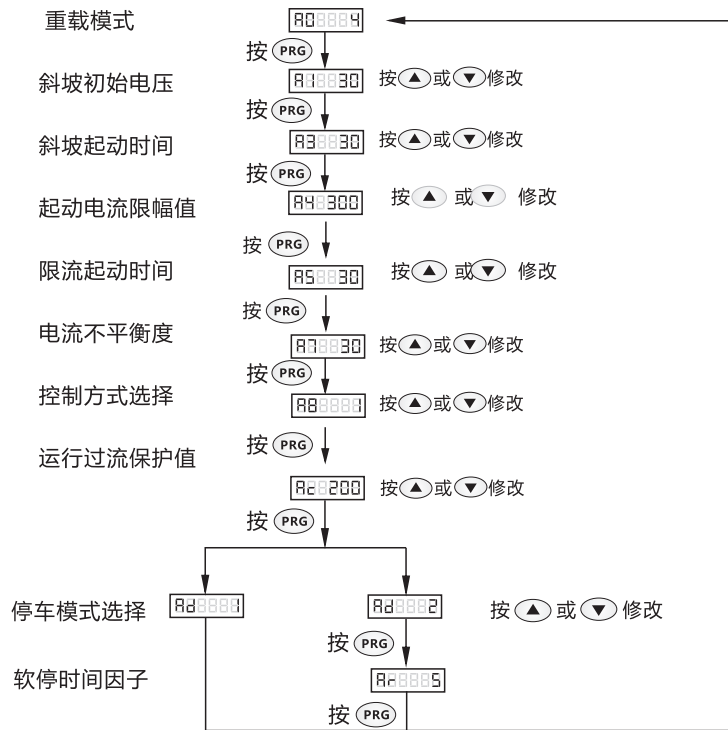 重载模式 A0 4
按 PRG
斜坡初始电压 A1 30 按 ▲ 或 ▼ 修改
按 PRG
斜坡起动时间 A3 30 按 ▲ 或 ▼ 修改
按 PRG
起动电流限幅值 A4 300 按 ▲ 或 ▼ 修改
按 PRG
限流起动时间 A5 30 按 ▲ 或 ▼ 修改
按 PRG
电流不平衡度 A7 30 按 ▲ 或 ▼ 修改
按 PRG
控制方式选择 A8 1 按 ▲ 或 ▼ 修改
按 PRG
运行过流保护值
Ac 200 按 ▲ 或 ▼ 修改
按 PRG
停车模式选择 Ad 1 Ad 2 按 ▲ 或 ▼ 修改
按 PRG
软停时间因子 Ar 5
按 PRG